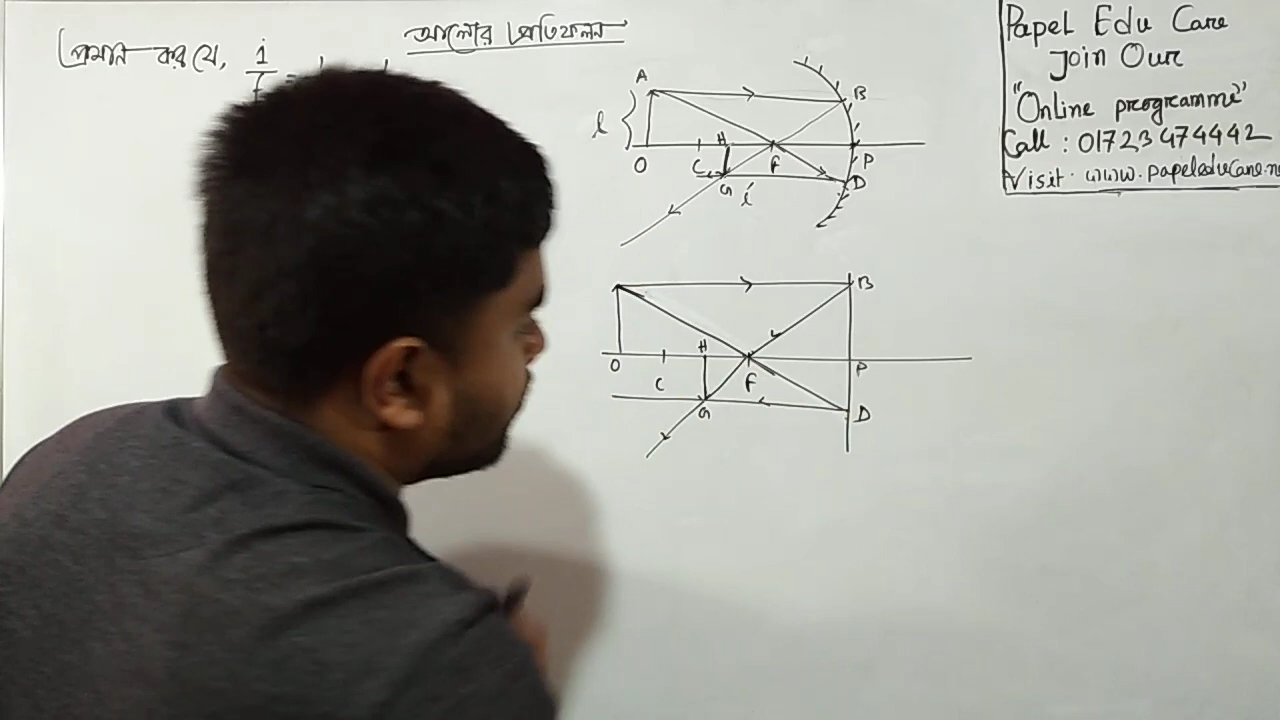 আলোর প্রতিফলন
প্রমান কর যে, 1/f =
Papel Edu Care
Join Our
"Online programme"
Call : 01723474442
Visit. www.papeleducare.ne
A
B
l
O
C
H
F
P
G
i
D
B
O
C
H
F
P
G
D